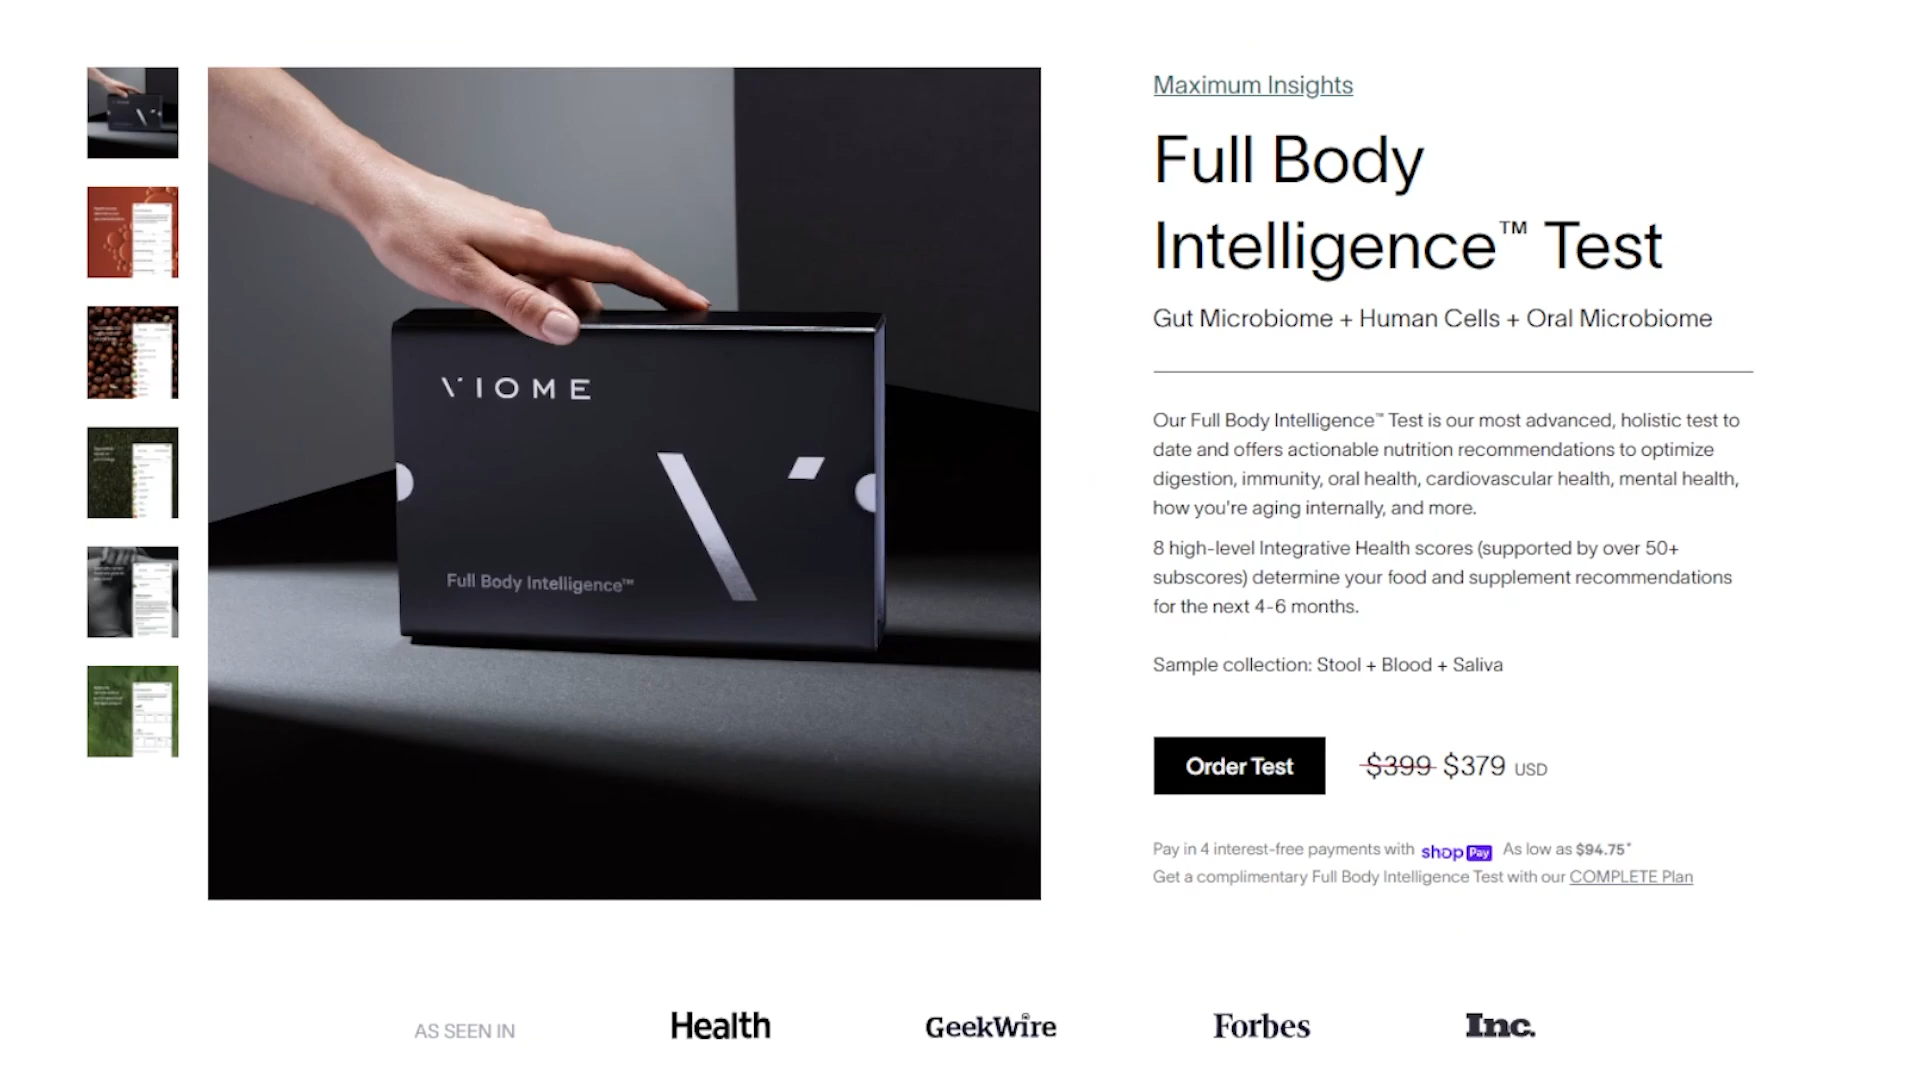 Maximum Insights
Full Body
Intelligence™ Test
Gut Microbiome + Human Cells + Oral Microbiome
Our Full Body Intelligence™ Test is our most advanced, holistic test to
date and offers actionable nutrition recommendations to optimize
digestion, immunity, oral health, cardiovascular health, mental health,
how you're aging internally, and more.
8 high-level Integrative Health scores (supported by over 50+
subscores) determine your food and supplement recommendations
for the next 4-6 months.
Sample collection: Stool + Blood + Saliva
Order Test $399 $379 USD
Pay in 4 interest-free payments with shop Pay As low as $94.75*
Get a complimentary Full Body Intelligence Test with our COMPLETE Plan
VIOME
Full Body Intelligence™
AS SEEN IN Health GeekWire Forbes Inc.